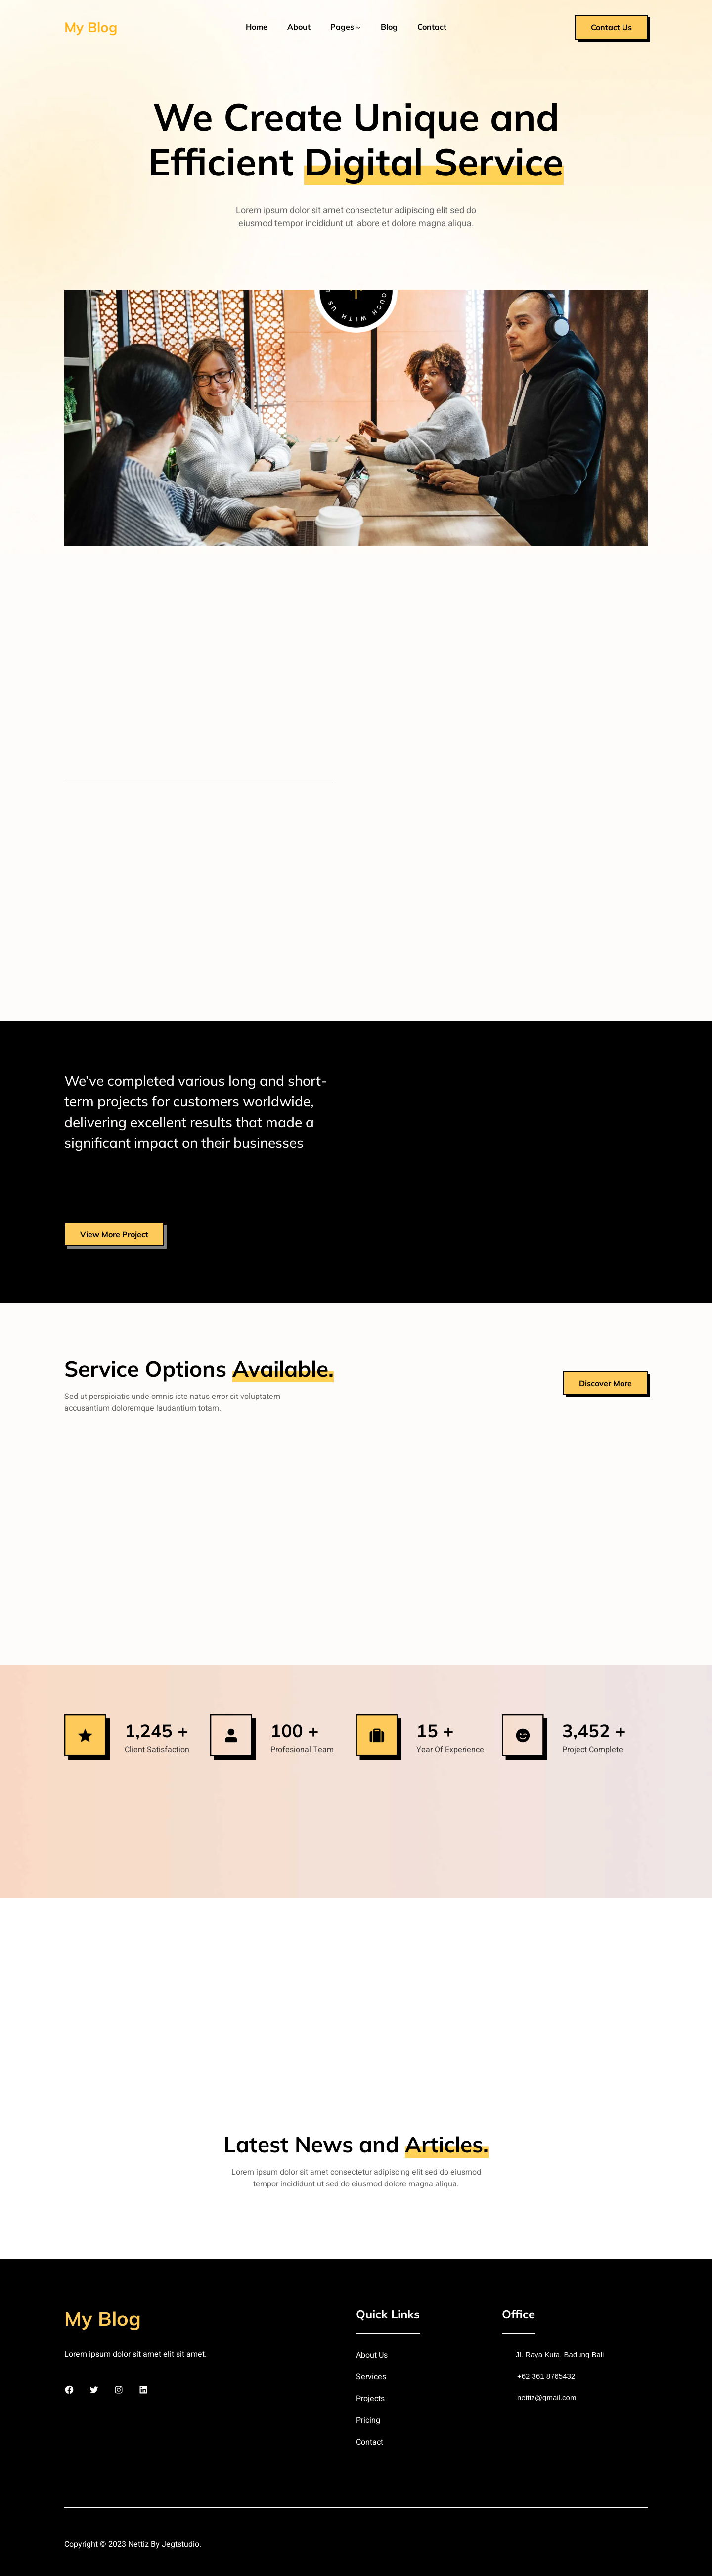 My Blog
Home About Pages Blog Contact
Contact Us
We Create Unique and
Efficient Digital Service
Lorem ipsum dolor sit amet consectetur adipiscing elit sed do
eiusmod tempor incididunt ut labore et dolore magna aliqua.
OUCH WITH US
We've completed various long and short-
term projects for customers worldwide,
delivering excellent results that made a
significant impact on their businesses
View More Project
Service Options Available.
Sed ut perspiciatis unde omnis iste natus error sit voluptatem
accusantium doloremque laudantium totam.
Discover More
1,245 +
Client Satisfaction
100 +
Profesional Team
15 +
Year Of Experience
3,452 +
Project Complete
Latest News and Articles.
Lorem ipsum dolor sit amet consectetur adipiscing elit sed do eiusmod
tempor incididunt ut sed do eiusmod dolore magna aliqua.
My Blog
Lorem ipsum dolor sit amet elit sit amet.
Quick Links
About Us
Services
Projects
Pricing
Contact
Office
Jl. Raya Kuta, Badung Bali
+62 361 8765432
nettiz@gmail.com
Copyright © 2023 Nettiz By Jegtstudio.